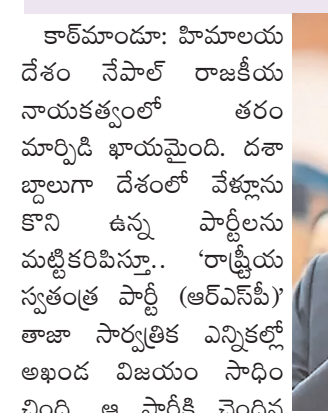 కాఠ్‌మాండూ: హిమాలయ
దేశం నేపాల్ రాజకీయ
నాయకత్వంలో తరం
మార్పిడి ఖాయమైంది. దశా
బ్దాలుగా దేశంలో వేళ్లూను
కొని ఉన్న పార్టీలను
మట్టికరిపిస్తూ.. ‘రాష్ట్రీయ
స్వతంత్ర పార్టీ (ఆర్‌ఎస్‌పీ)’
తాజా సార్వత్రిక ఎన్నికల్లో
అఖండ విజయం సాధిం
చింది. ఆ పార్టీకి చెందిన